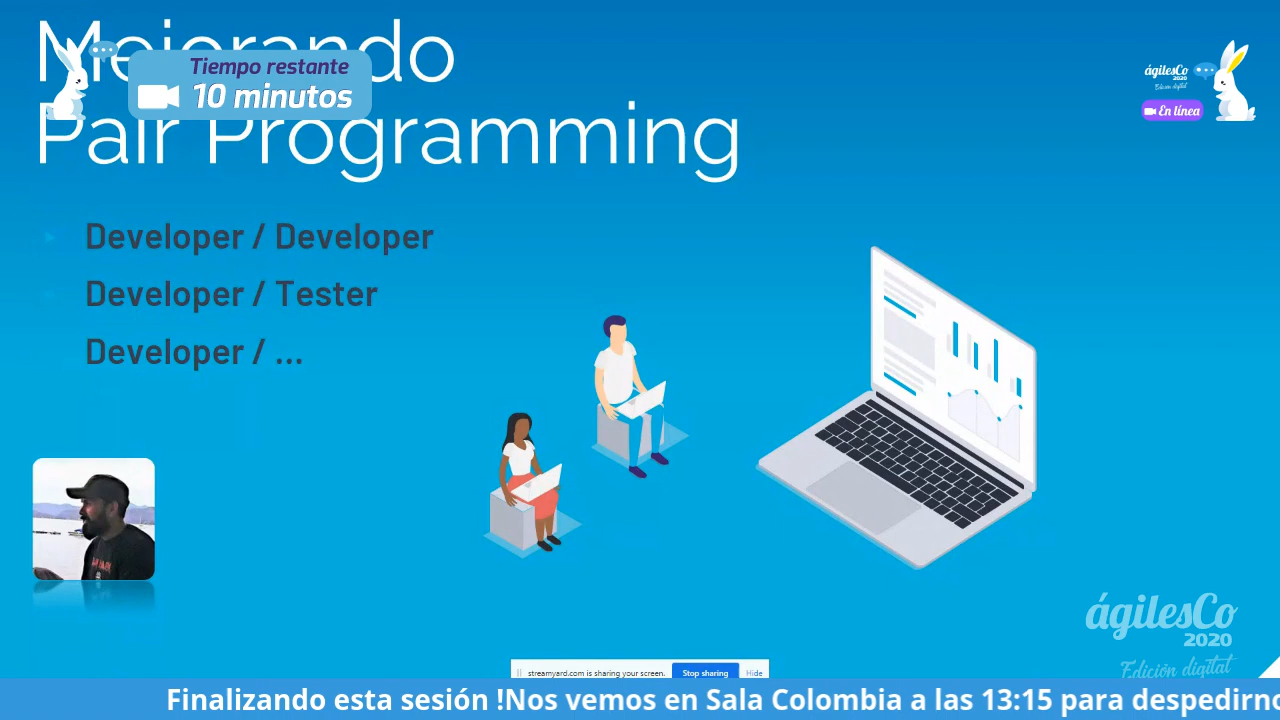 Mejorando
Pair Programming
Tiempo restante
10 minutos
ágilesCo
2020
Edición digital
En línea
Developer / Developer
Developer / Tester
Developer / ...
ágilesCo
2020
Edición digital
streamyard.com is sharing your screen.
Stop sharing
Hide
Finalizando esta sesión !Nos vemos en Sala Colombia a las 13:15 para despedirno